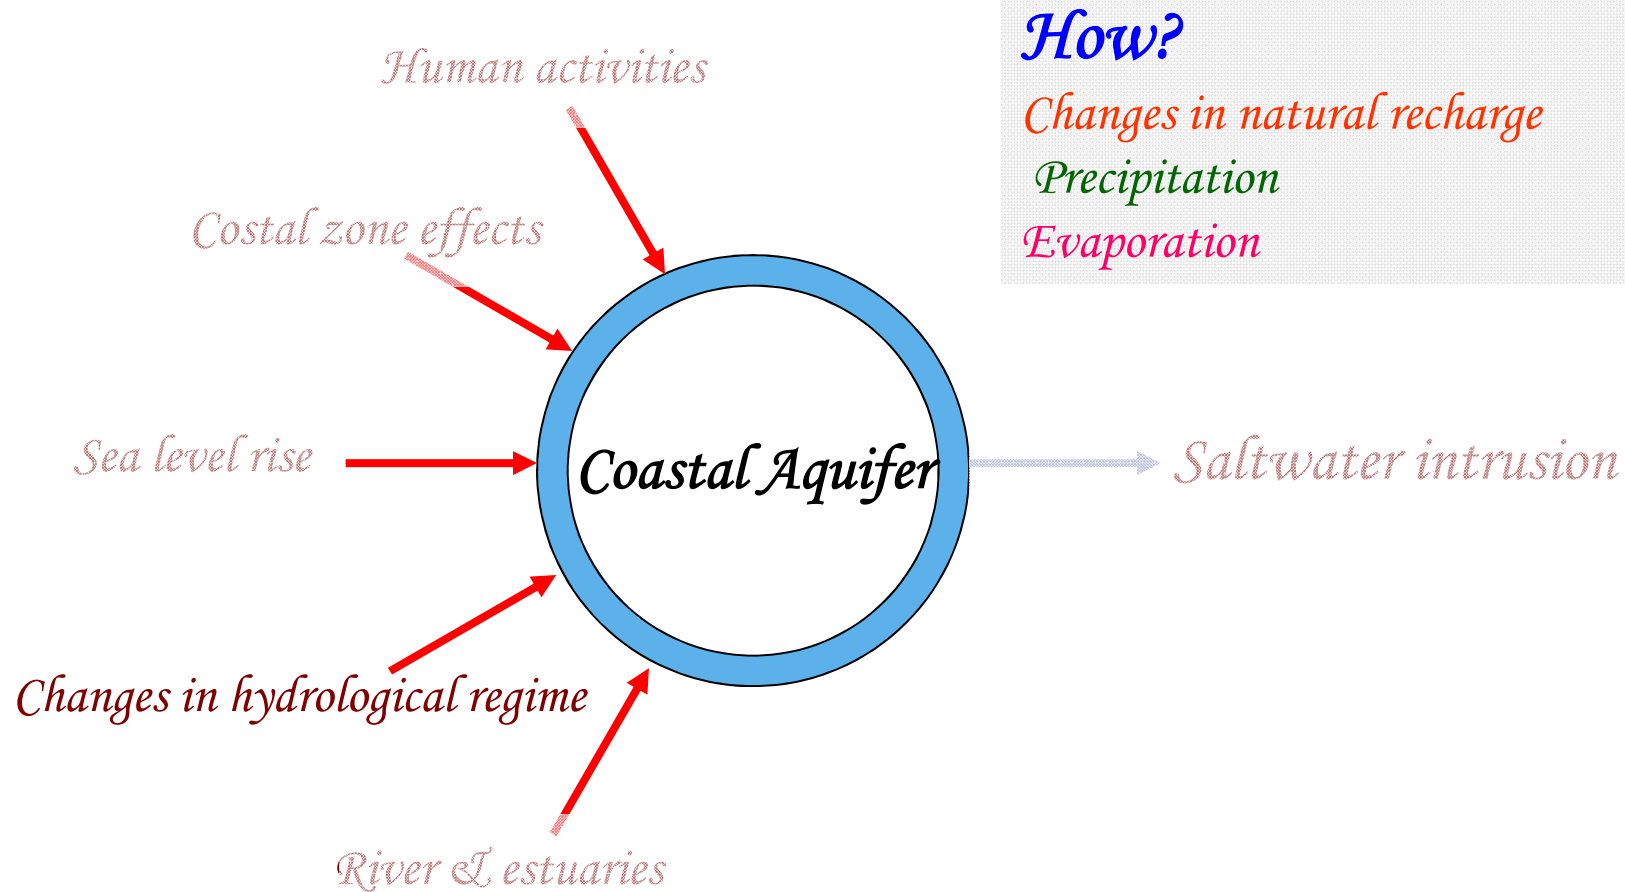 How?
Changes in natural recharge
Precipitation
Evaporation
Human activities
Costal zone effects
Sea level rise
Coastal Aquifer
Saltwater intrusion
Changes in hydrological regime
River & estuaries